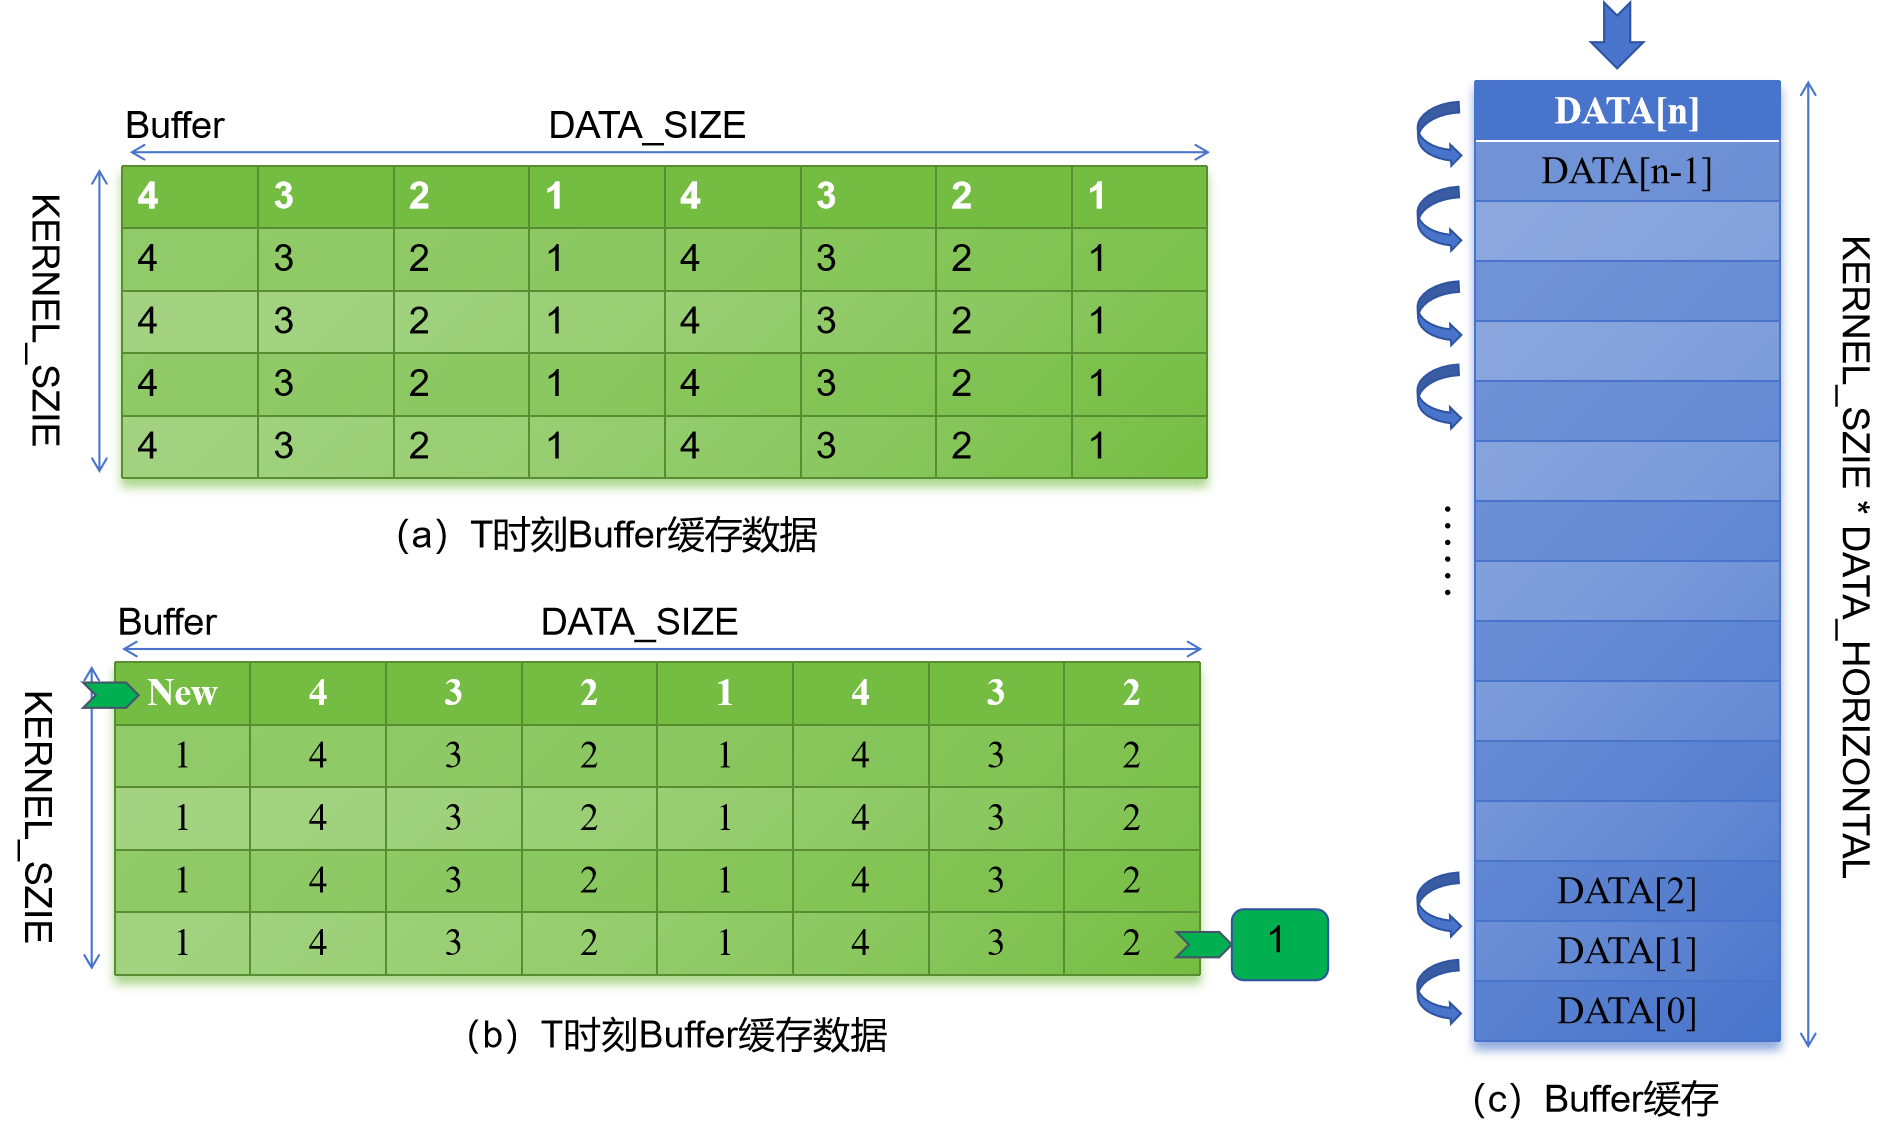 Buffer
DATA_SIZE
KERNEL_SZIE
4 3 2 1 4 3 2 1
4 3 2 1 4 3 2 1
4 3 2 1 4 3 2 1
4 3 2 1 4 3 2 1
4 3 2 1 4 3 2 1
（a）T时刻Buffer缓存数据
Buffer
DATA_SIZE
KERNEL_SZIE
New 4 3 2 1 4 3 2
1 4 3 2 1 4 3 2
1 4 3 2 1 4 3 2
1 4 3 2 1 4 3 2
1 4 3 2 1 4 3 2
1
（b）T时刻Buffer缓存数据
DATA[n]
DATA[n-1]
......
DATA[2]
DATA[1]
DATA[0]
KERNEL_SZIE * DATA_HORIZONTAL
（c）Buffer缓存